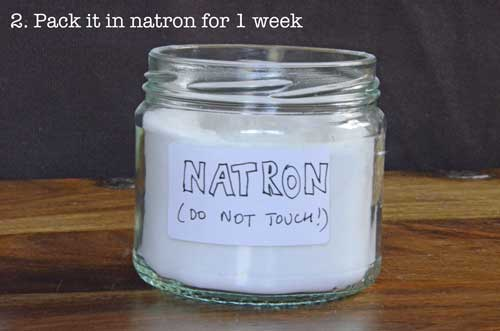 2. Pack it in natron for 1 week
NATRON
(DO NOT TOUCH!)